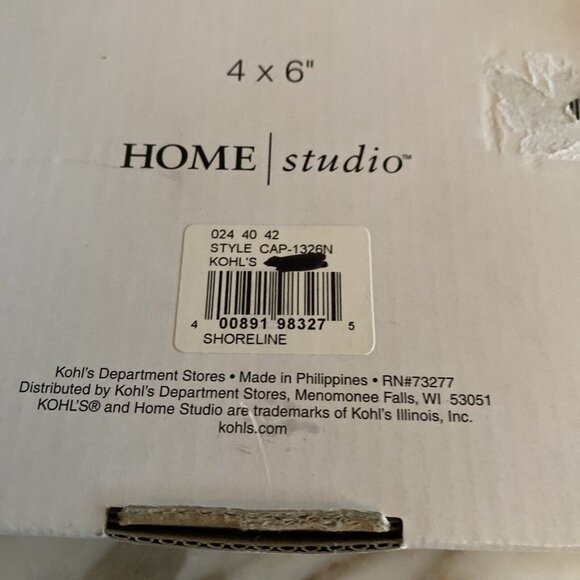 4 x 6"
HOME | studio™
024 40 42
STYLE CAP-1326N
KOHL'S
4 00891 98327 5
SHORELINE
Kohl's Department Stores • Made in Philippines • RN#73277
Distributed by Kohl's Department Stores, Menomonee Falls, WI 53051
KOHL'S® and Home Studio are trademarks of Kohl's Illinois, Inc.
kohls.com